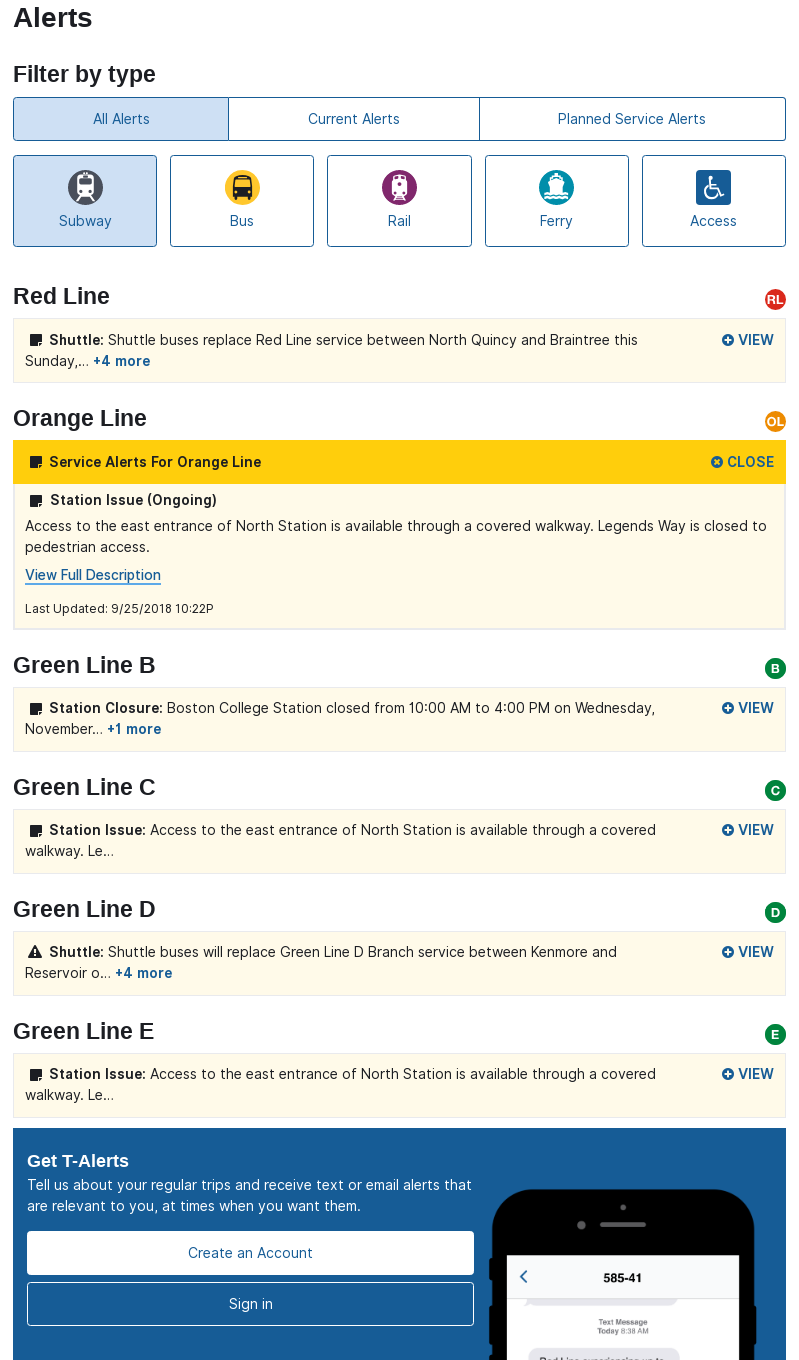 Alerts
Filter by type
All Alerts
Current Alerts
Planned Service Alerts
Subway
Bus
Rail
Ferry
Access
Red Line
RL
Shuttle: Shuttle buses replace Red Line service between North Quincy and Braintree this
VIEW
Sunday,… +4 more
Orange Line
OL
Service Alerts For Orange Line
CLOSE
Station Issue (Ongoing)
Access to the east entrance of North Station is available through a covered walkway. Legends Way is closed to
pedestrian access.
View Full Description
Last Updated: 9/25/2018 10:22P
Green Line B
B
Station Closure: Boston College Station closed from 10:00 AM to 4:00 PM on Wednesday,
VIEW
November… +1 more
Green Line C
C
Station Issue: Access to the east entrance of North Station is available through a covered
VIEW
walkway. Le…
Green Line D
D
Shuttle: Shuttle buses will replace Green Line D Branch service between Kenmore and
VIEW
Reservoir o… +4 more
Green Line E
E
Station Issue: Access to the east entrance of North Station is available through a covered
VIEW
walkway. Le…
Get T-Alerts
Tell us about your regular trips and receive text or email alerts that
are relevant to you, at times when you want them.
Create an Account
Sign in
585-41
Text Message
Today 8:38 AM